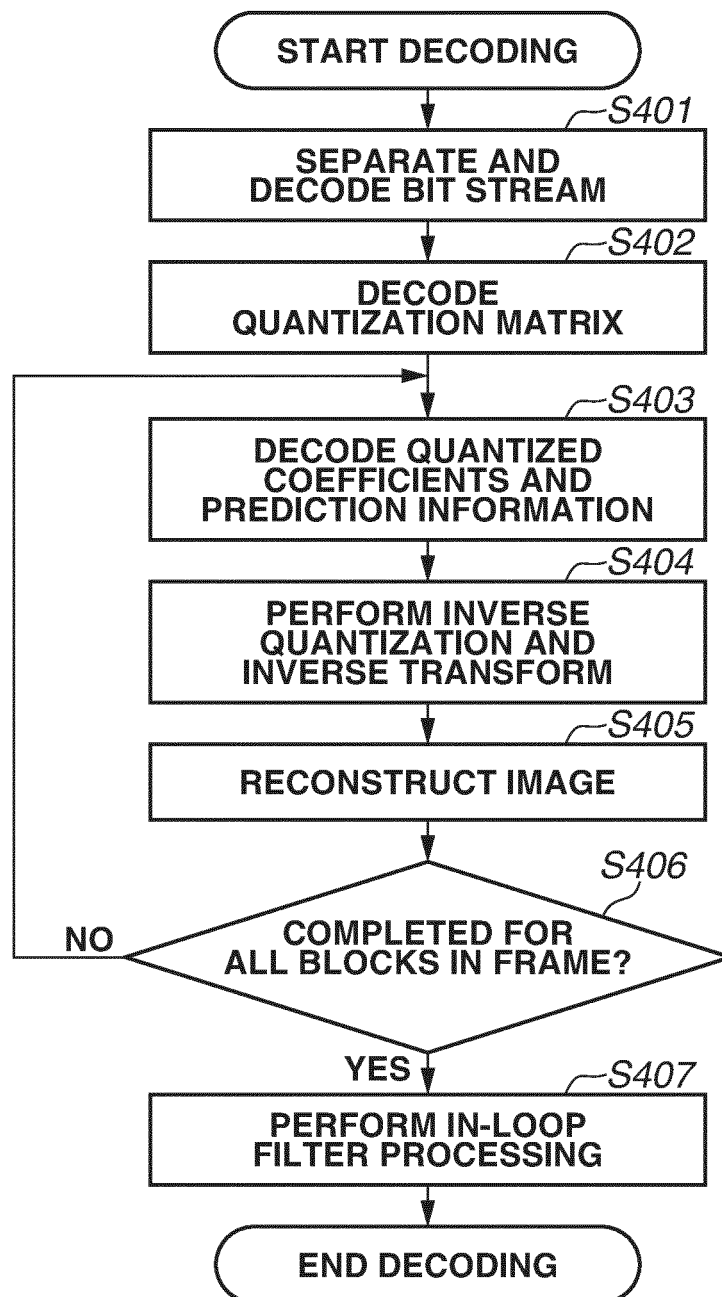 START DECODING
S401
SEPARATE AND
DECODE BIT STREAM
S402
DECODE
QUANTIZATION MATRIX
S403
DECODE QUANTIZED
COEFFICIENTS AND
PREDICTION INFORMATION
S404
PERFORM INVERSE
QUANTIZATION AND
INVERSE TRANSFORM
S405
RECONSTRUCT IMAGE
S406
COMPLETED FOR
ALL BLOCKS IN FRAME?
NO
YES
S407
PERFORM IN-LOOP
FILTER PROCESSING
END DECODING